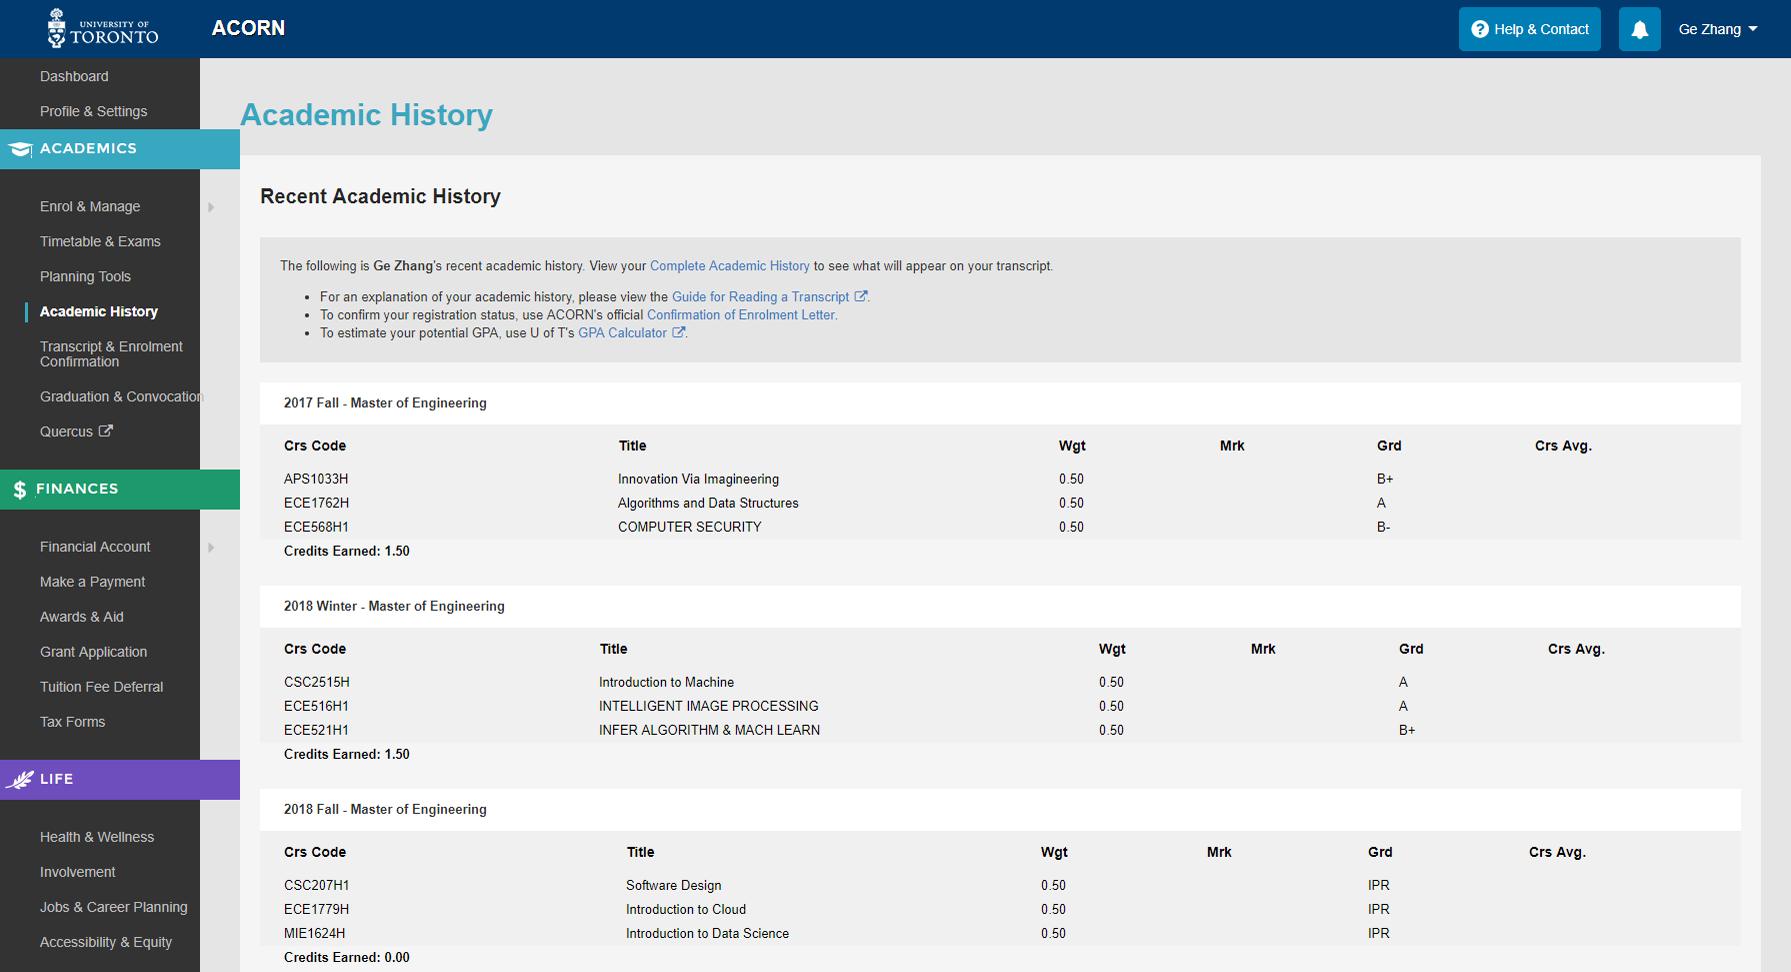 UNIVERSITY OF
TORONTO
ACORN
Help & Contact
Ge Zhang
Dashboard
Profile & Settings
ACADEMICS
Enrol & Manage
Timetable & Exams
Planning Tools
Academic History
Transcript & Enrolment
Confirmation
Graduation & Convocation
Quercus
FINANCES
Financial Account
Make a Payment
Awards & Aid
Grant Application
Tuition Fee Deferral
Tax Forms
LIFE
Health & Wellness
Involvement
Jobs & Career Planning
Accessibility & Equity
Academic History
Recent Academic History
The following is Ge Zhang's recent academic history. View your Complete Academic History to see what will appear on your transcript.
• For an explanation of your academic history, please view the Guide for Reading a Transcript.
• To confirm your registration status, use ACORN's official Confirmation of Enrolment Letter.
• To estimate your potential GPA, use U of T's GPA Calculator.
2017 Fall - Master of Engineering
Crs Code Title Wgt Mrk Grd Crs Avg.
APS1033H Innovation Via Imagineering 0.50 B+
ECE1762H Algorithms and Data Structures 0.50 A
ECE568H1 COMPUTER SECURITY 0.50 B-
Credits Earned: 1.50
2018 Winter - Master of Engineering
Crs Code Title Wgt Mrk Grd Crs Avg.
CSC2515H Introduction to Machine 0.50 A
ECE516H1 INTELLIGENT IMAGE PROCESSING 0.50 A
ECE521H1 INFER ALGORITHM & MACH LEARN 0.50 B+
Credits Earned: 1.50
2018 Fall - Master of Engineering
Crs Code Title Wgt Mrk Grd Crs Avg.
CSC207H1 Software Design 0.50 IPR
ECE1779H Introduction to Cloud 0.50 IPR
MIE1624H Introduction to Data Science 0.50 IPR
Credits Earned: 0.00